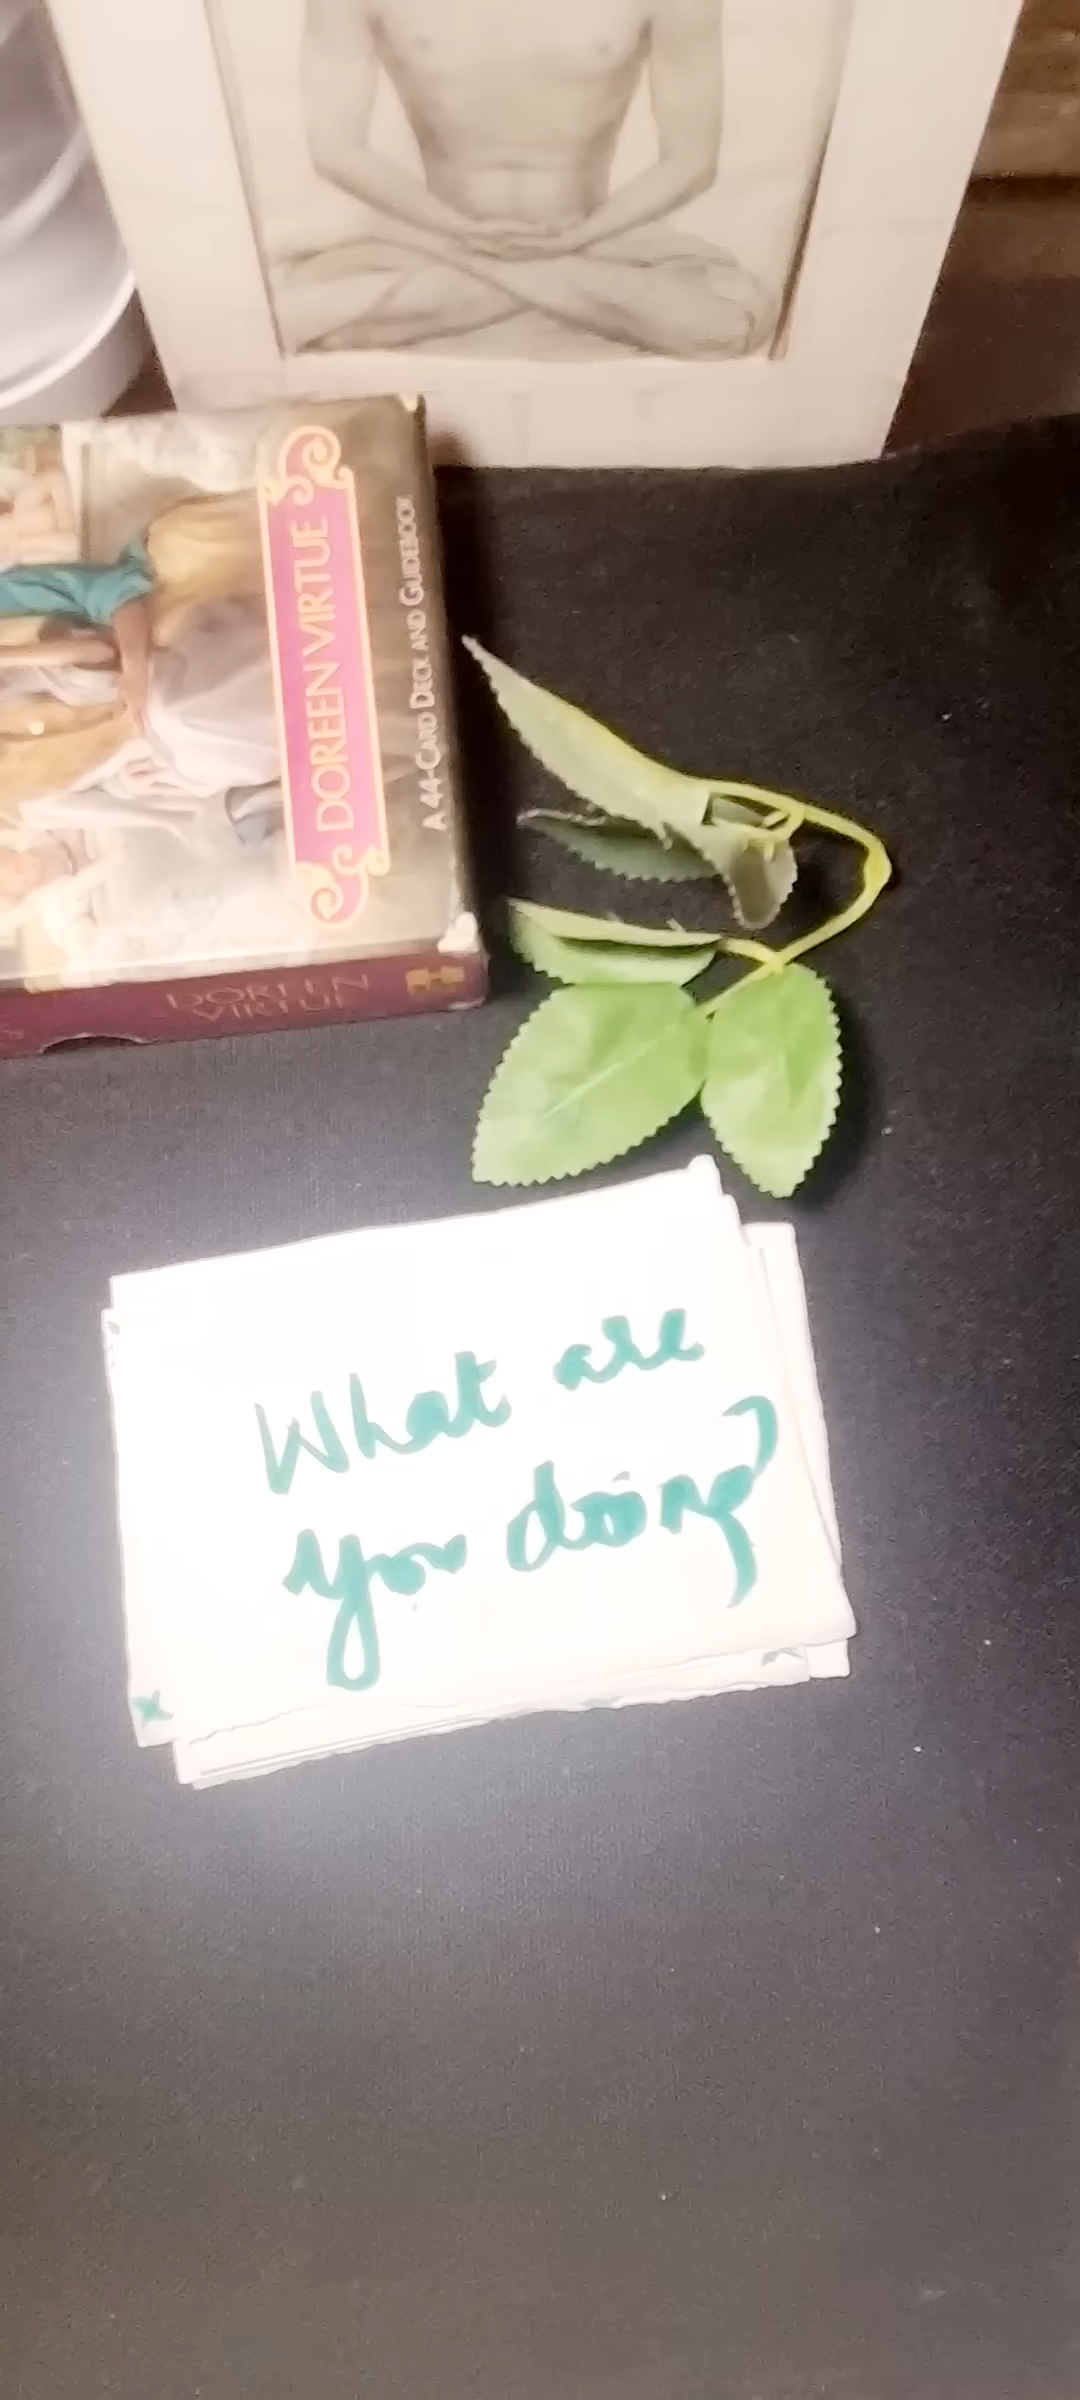 DOREEN VIRTUE
A 44-CARD DECK AND GUIDEBOOK
DOREEN
VIRTUE
What are
you doing?